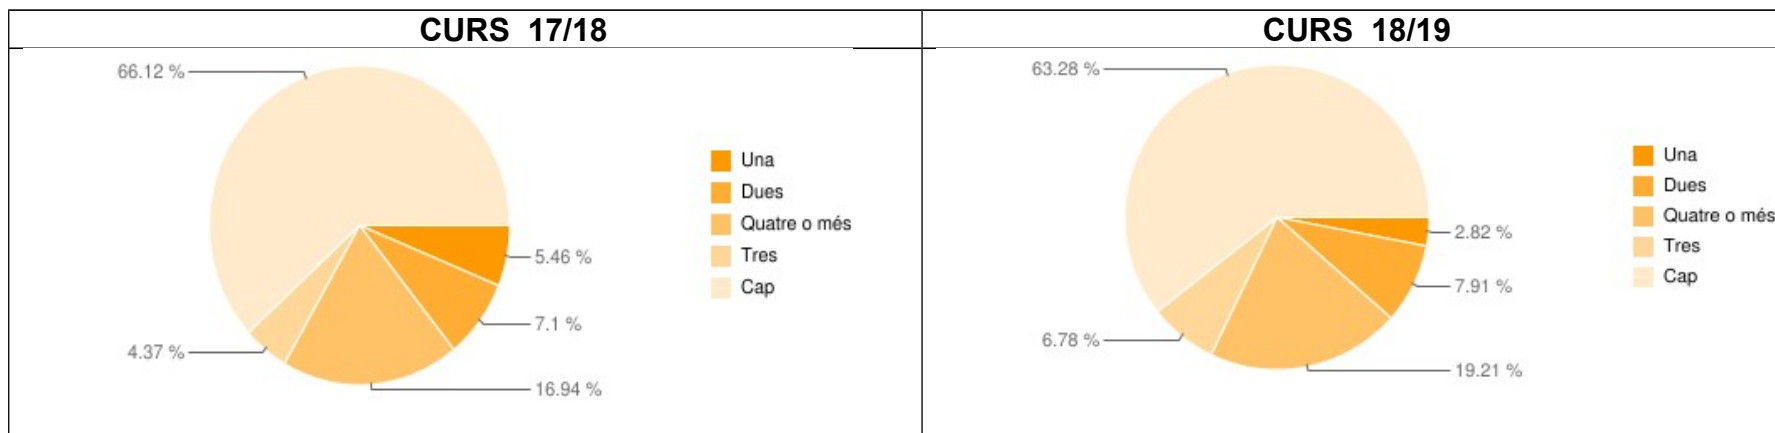 CURS 17/18
66.12 %
Una
Dues
Quatre o més
Tres
Cap
5.46 %
7.1 %
4.37 %
16.94 %
CURS 18/19
63.28 %
Una
Dues
Quatre o més
Tres
Cap
2.82 %
7.91 %
6.78 %
19.21 %